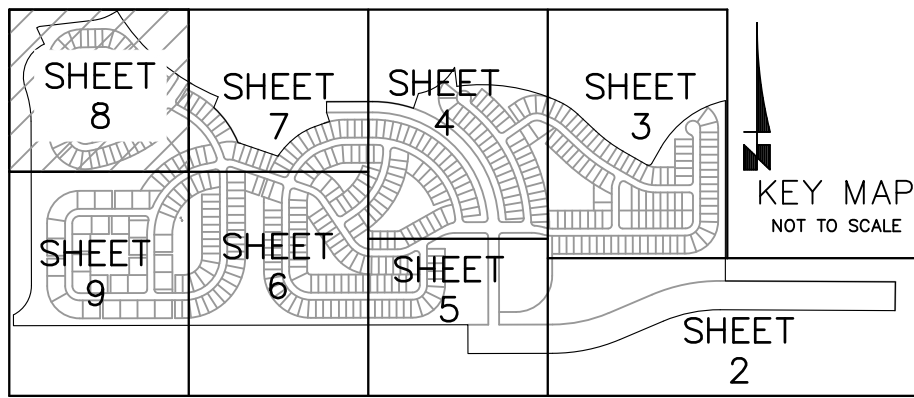 SHEET
8
SHEET
7
SHEET
4
SHEET
3
KEY MAP
NOT TO SCALE
SHEET
9
SHEET
6
SHEET
5
SHEET
2